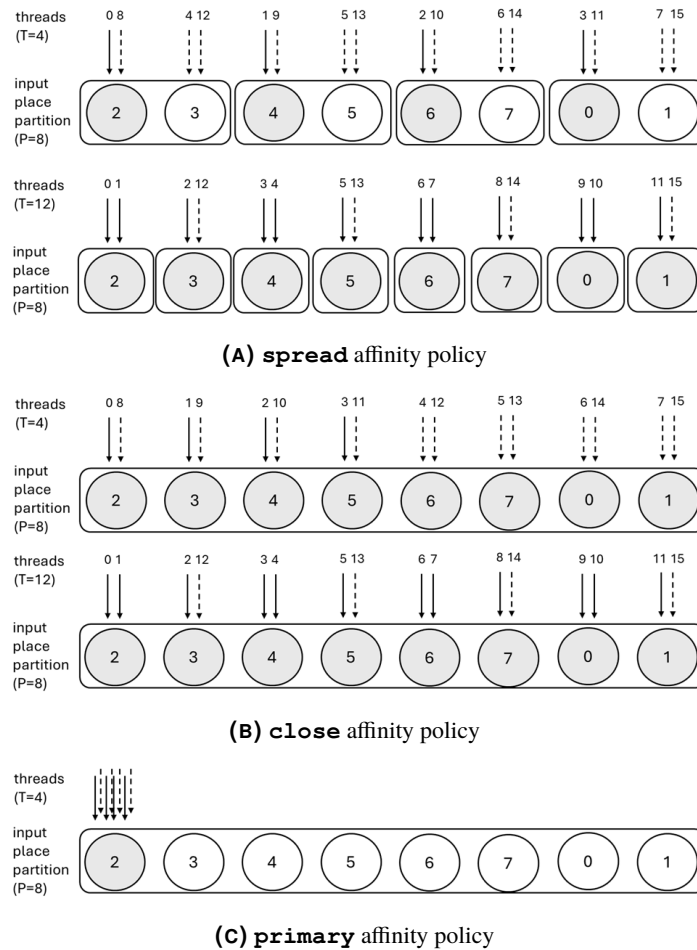 threads (T=4) 0 8 4 12 1 9 5 13 2 10 6 14 3 11 7 15
input place partition (P=8) 2 3 4 5 6 7 0 1
threads (T=12) 0 1 2 12 3 4 5 13 6 7 8 14 9 10 11 15
input place partition (P=8) 2 3 4 5 6 7 0 1
(A) spread affinity policy
threads (T=4) 0 8 1 9 2 10 3 11 4 12 5 13 6 14 7 15
input place partition (P=8) 2 3 4 5 6 7 0 1
threads (T=12) 0 1 2 12 3 4 5 13 6 7 8 14 9 10 11 15
input place partition (P=8) 2 3 4 5 6 7 0 1
(B) close affinity policy
threads (T=4)
input place partition (P=8) 2 3 4 5 6 7 0 1
(C) primary affinity policy